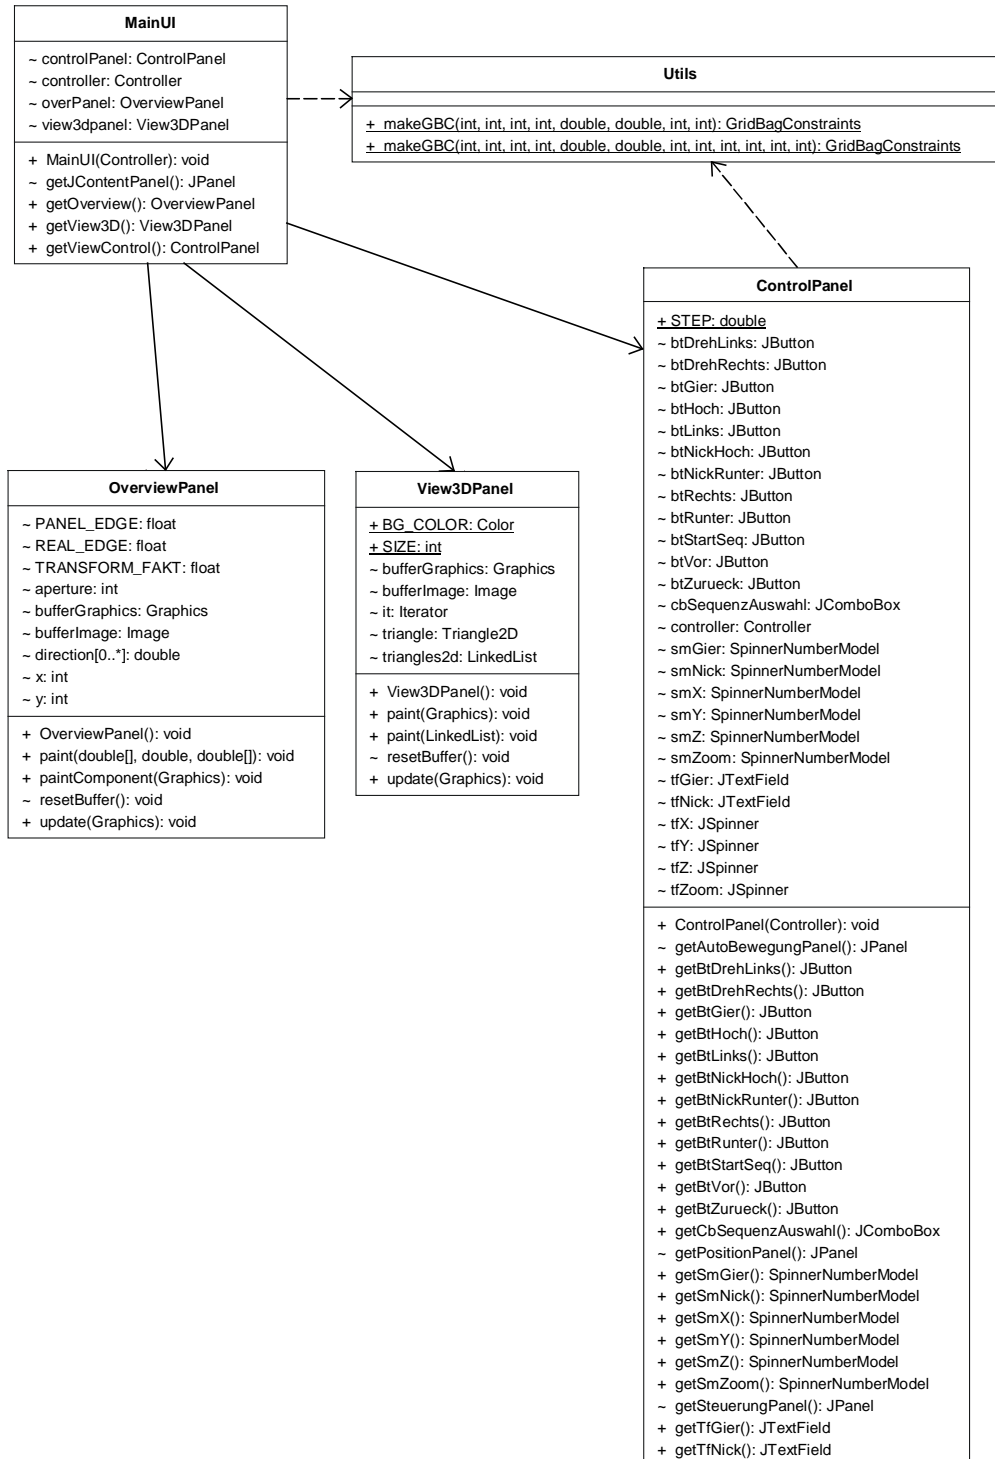 MainUI
~ controlPanel: ControlPanel
~ controller: Controller
~ overPanel: OverviewPanel
~ view3dpanel: View3DPanel
+ MainUI(Controller): void
~ getJContentPanel(): JPanel
+ getOverview(): OverviewPanel
+ getView3D(): View3DPanel
+ getViewControl(): ControlPanel
Utils
+ makeGBC(int, int, int, int, double, double, int, int): GridBagConstraints
+ makeGBC(int, int, int, int, double, double, int, int, int, int, int, int): GridBagConstraints
OverviewPanel
~ PANEL_EDGE: float
~ REAL_EDGE: float
~ TRANSFORM_FAKT: float
~ aperture: int
~ bufferGraphics: Graphics
~ bufferImage: Image
~ direction[0..*]: double
~ x: int
~ y: int
+ OverviewPanel(): void
+ paint(double[], double, double[]): void
+ paintComponent(Graphics): void
~ resetBuffer(): void
+ update(Graphics): void
View3DPanel
+ BG_COLOR: Color
+ SIZE: int
~ bufferGraphics: Graphics
~ bufferImage: Image
~ it: Iterator
~ triangle: Triangle2D
~ triangles2d: LinkedList
+ View3DPanel(): void
+ paint(Graphics): void
+ paint(LinkedList): void
~ resetBuffer(): void
+ update(Graphics): void
ControlPanel
+ STEP: double
~ btDrehLinks: JButton
~ btDrehRechts: JButton
~ btGier: JButton
~ btHoch: JButton
~ btLinks: JButton
~ btNickHoch: JButton
~ btNickRunter: JButton
~ btRechts: JButton
~ btRunter: JButton
~ btStartSeq: JButton
~ btVor: JButton
~ btZurueck: JButton
~ cbSequenzAuswahl: JComboBox
~ controller: Controller
~ smGier: SpinnerNumberModel
~ smNick: SpinnerNumberModel
~ smX: SpinnerNumberModel
~ smY: SpinnerNumberModel
~ smZ: SpinnerNumberModel
~ smZoom: SpinnerNumberModel
~ tfGier: JTextField
~ tfNick: JTextField
~ tfX: JSpinner
~ tfY: JSpinner
~ tfZ: JSpinner
~ tfZoom: JSpinner
+ ControlPanel(Controller): void
~ getAutoBewegungPanel(): JPanel
+ getBtDrehLinks(): JButton
+ getBtDrehRechts(): JButton
+ getBtGier(): JButton
+ getBtHoch(): JButton
+ getBtLinks(): JButton
+ getBtNickHoch(): JButton
+ getBtNickRunter(): JButton
+ getBtRechts(): JButton
+ getBtRunter(): JButton
+ getBtStartSeq(): JButton
+ getBtVor(): JButton
+ getBtZurueck(): JButton
+ getCbSequenzAuswahl(): JComboBox
~ getPositionPanel(): JPanel
+ getSmGier(): SpinnerNumberModel
+ getSmNick(): SpinnerNumberModel
+ getSmX(): SpinnerNumberModel
+ getSmY(): SpinnerNumberModel
+ getSmZ(): SpinnerNumberModel
+ getSmZoom(): SpinnerNumberModel
~ getSteuerungPanel(): JPanel
+ getTfGier(): JTextField
+ getTfNick(): JTextField